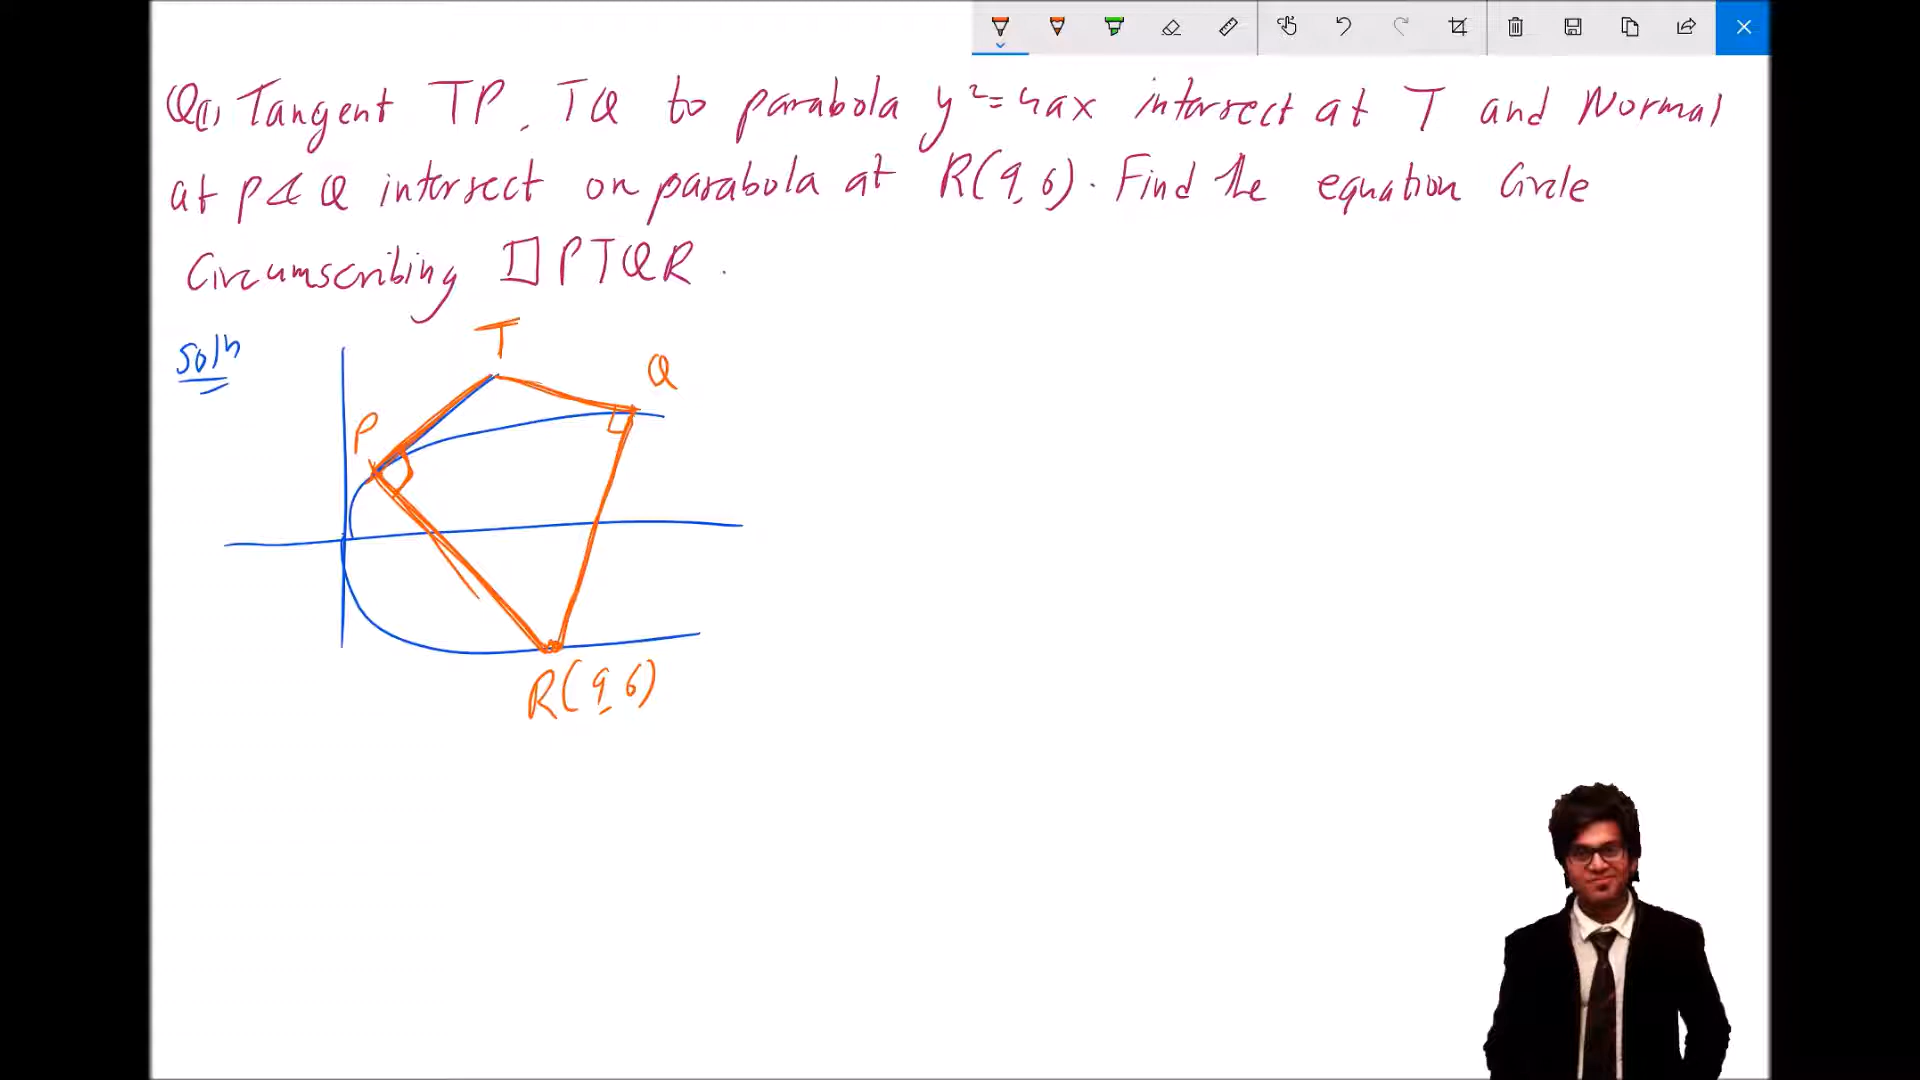 Q(1) Tangent TP, TQ to parabola y²=4ax intersect at T and Normal
at P & Q intersect on parabola at R(9,6). Find the equation Circle
Circumscribing □ PTQR.
Soln
T
Q
P
R(9,6)